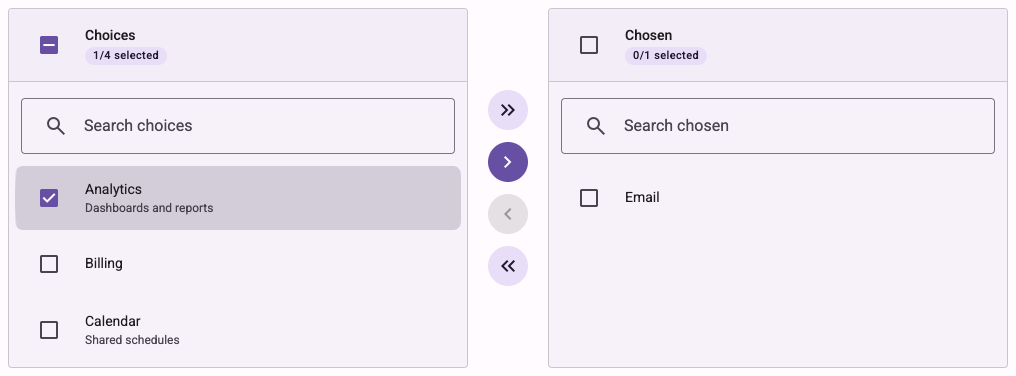 Choices
1/4 selected
Search choices
Analytics
Dashboards and reports
Billing
Calendar
Shared schedules
Chosen
0/1 selected
Search chosen
Email